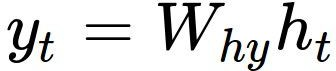 y_t = W_{hy} h_t